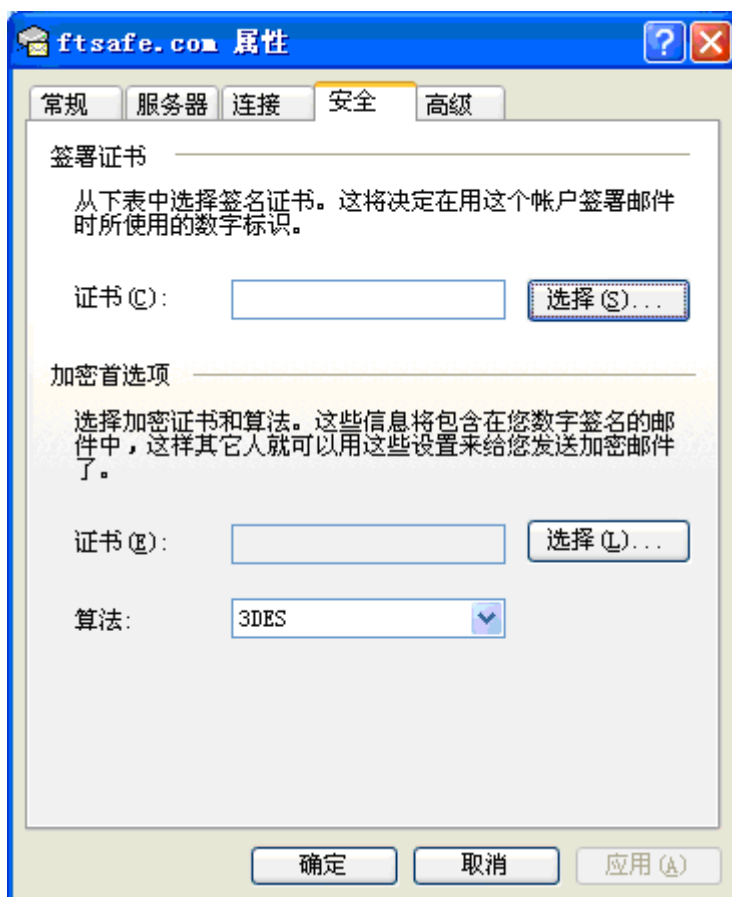 ftsafe.com 属性
常规 服务器 连接 安全 高级
签署证书
从下表中选择签名证书。这将决定在用这个帐户签署邮件
时所使用的数字标识。
证书(C): 选择(S)...
加密首选项
选择加密证书和算法。这些信息将包含在您数字签名的邮
件中，这样其它人就可以用这些设置来给您发送加密邮件
了。
证书(E): 选择(L)...
算法: 3DES
确定 取消 应用(A)